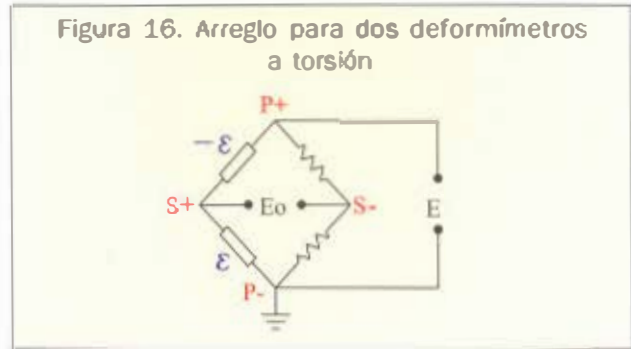 Figura 16. Arreglo para dos deformímetros
a torsión
P+
−ε
S+
Eo
S-
E
ε
P-